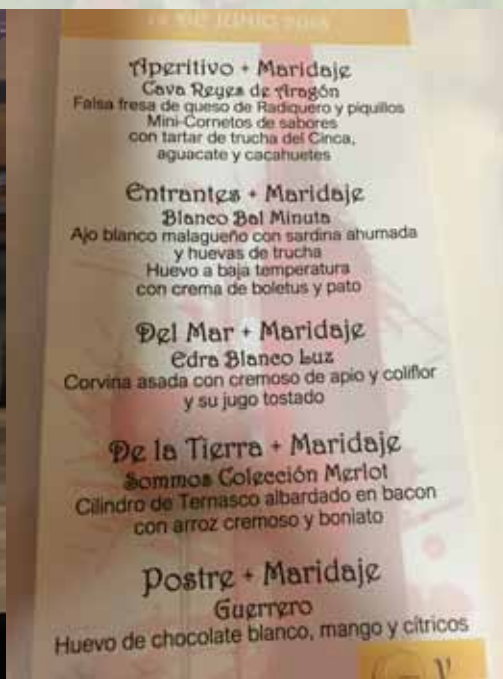 DE JUNIO
Aperitivo + Maridaje
Cava Reyes de Aragón
Falsa fresa de queso de Radiquero y piquillos
Mini-Cornetos de sabores
con tartar de trucha del Cinca,
aguacate y cacahuetes
Entrantes + Maridaje
Blanco Bal Minuta
Ajo blanco malagueño con sardina ahumada
y huevas de trucha
Huevo a baja temperatura
con crema de boletus y pato
Del Mar + Maridaje
Edra Blanco Luz
Corvina asada con cremoso de apio y coliflor
y su jugo tostado
De la Tierra + Maridaje
Sommos Colección Merlot
Cilindro de Ternasco albardado en bacon
con arroz cremoso y boniato
Postre + Maridaje
Guerrero
Huevo de chocolate blanco, mango y cítricos